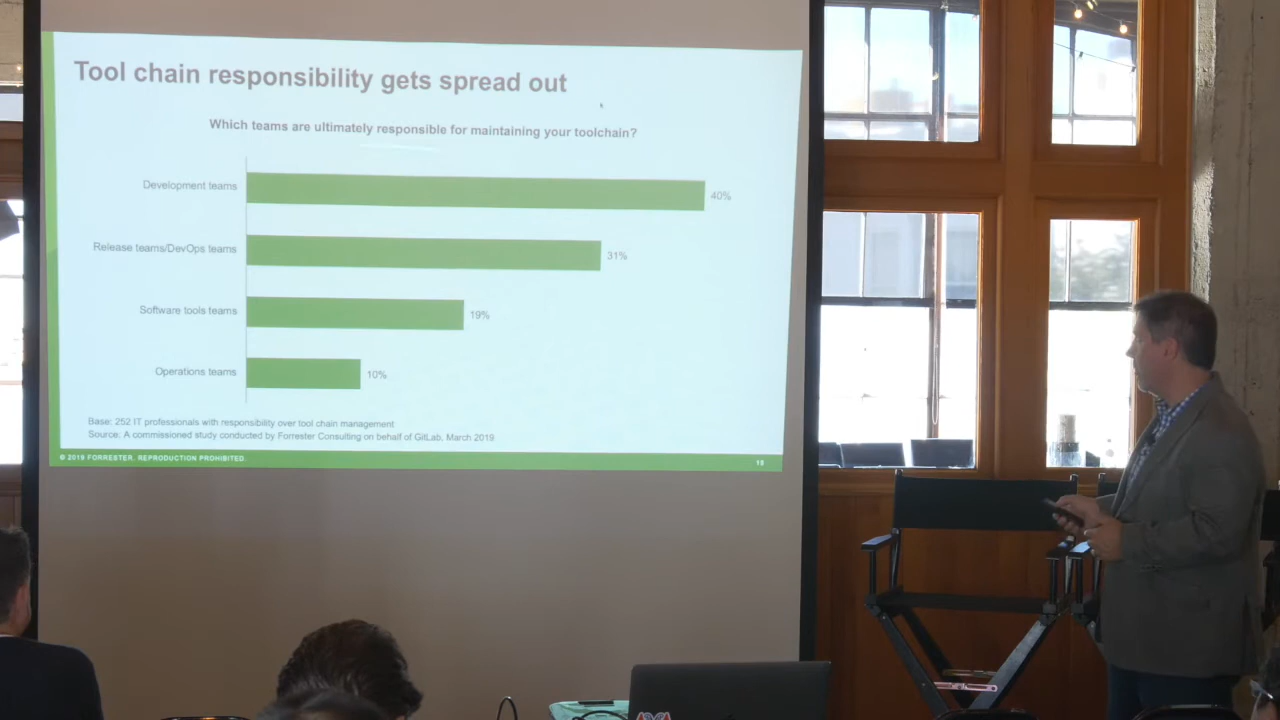 Tool chain responsibility gets spread out
Which teams are ultimately responsible for maintaining your toolchain?
Development teams
40%
Release teams/DevOps teams
31%
Software tools teams
19%
Operations teams
10%
Base: 252 IT professionals with responsibility over tool chain management
Source: A commissioned study conducted by Forrester Consulting on behalf of GitLab, March 2019
© 2019 FORRESTER. REPRODUCTION PROHIBITED.